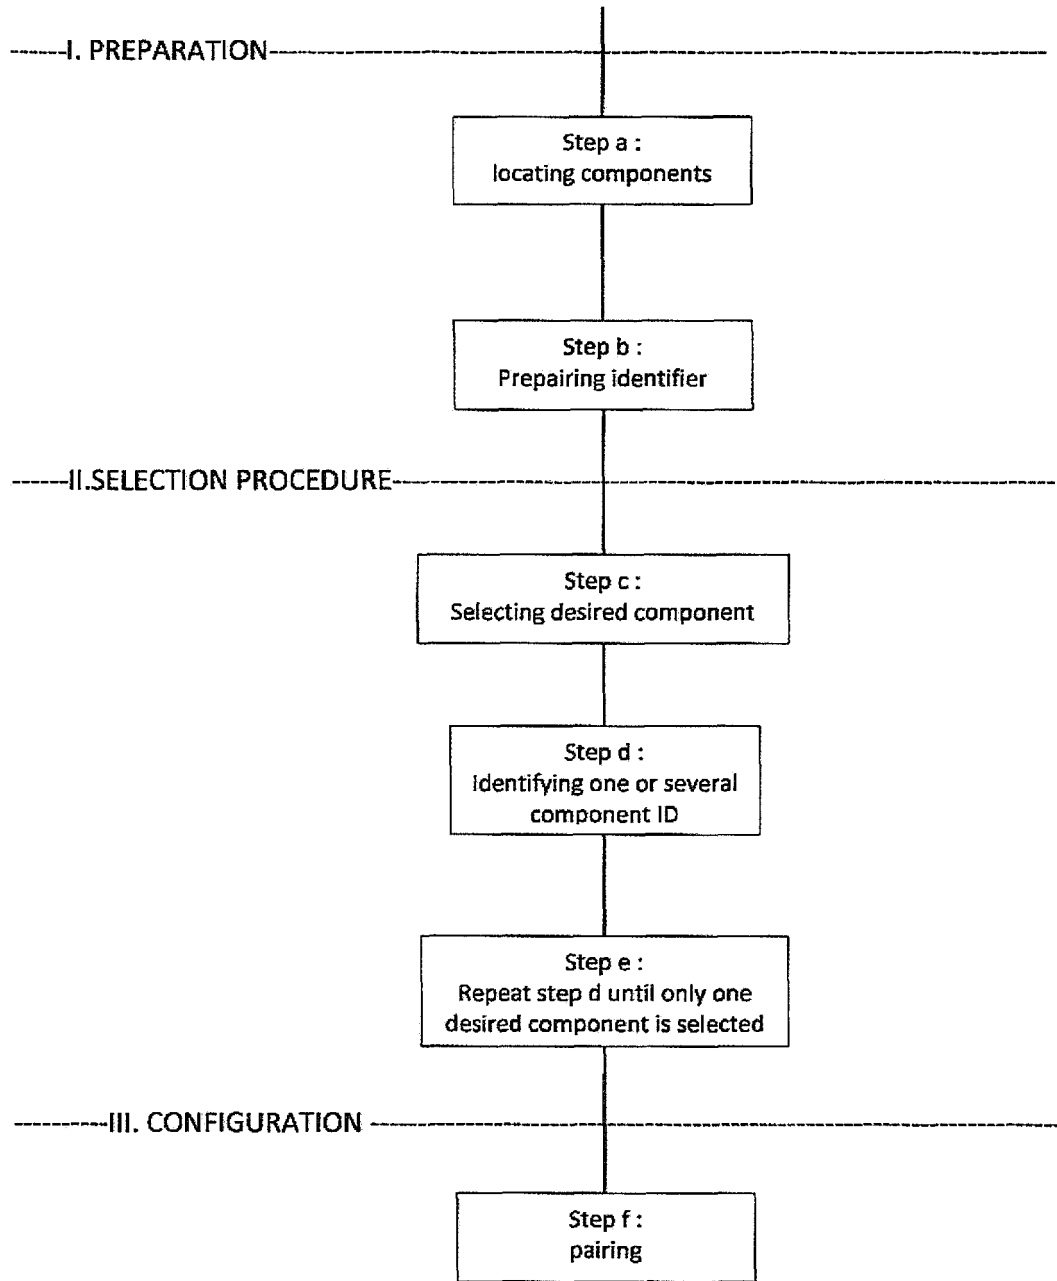 I. PREPARATION
Step a :
locating components
Step b :
Prepairing identifier
II.SELECTION PROCEDURE
Step c :
Selecting desired component
Step d :
Identifying one or several
component ID
Step e :
Repeat step d until only one
desired component is selected
III. CONFIGURATION
Step f :
pairing